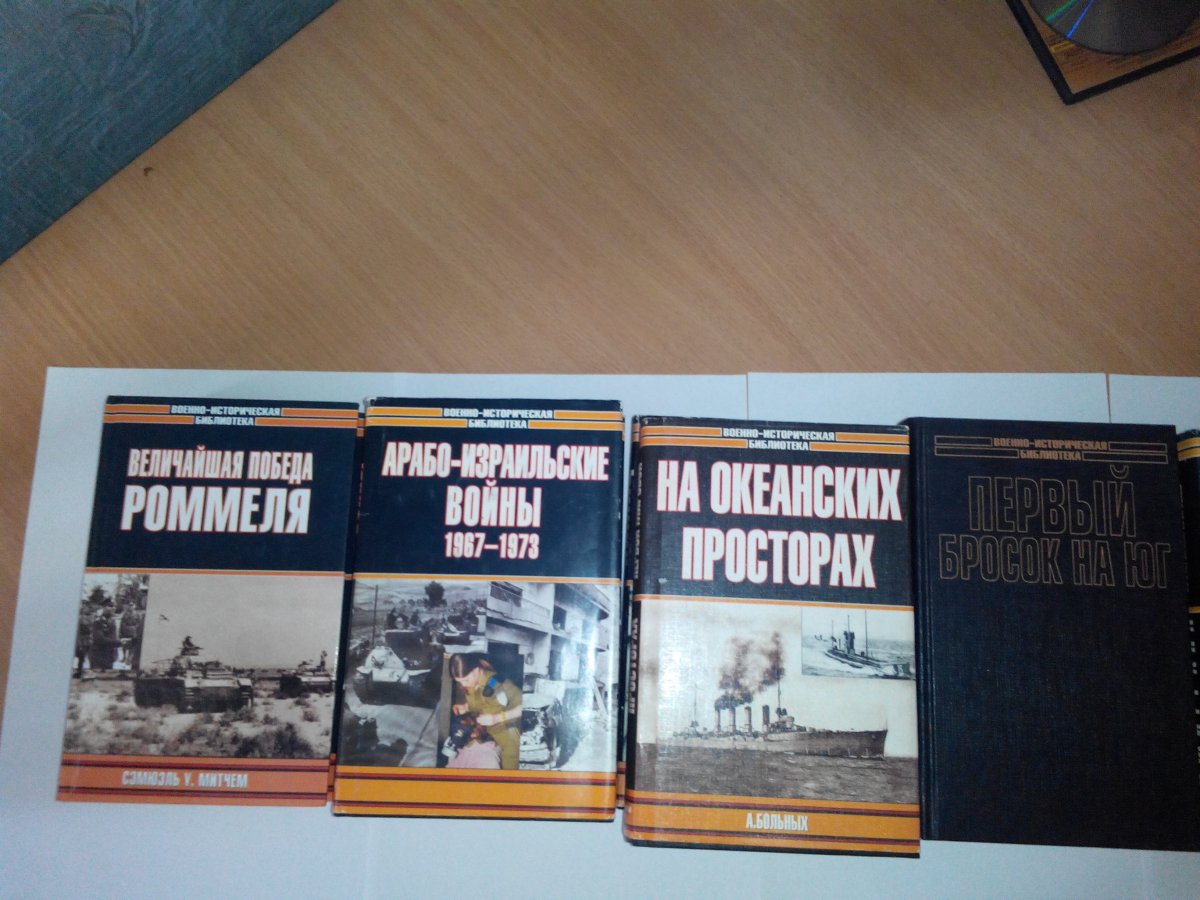 ВОЕННО-ИСТОРИЧЕСКАЯ
БИБЛИОТЕКА
ВЕЛИЧАЙШАЯ ПОБЕДА
РОММЕЛЯ
СЭМЮЭЛЬ У. МИТЧЕМ
ВОЕННО-ИСТОРИЧЕСКАЯ
БИБЛИОТЕКА
АРАБО-ИЗРАИЛЬСКИЕ
ВОЙНЫ
1967-1973
ВОЕННО-ИСТОРИЧЕСКАЯ
БИБЛИОТЕКА
НА ОКЕАНСКИХ
ПРОСТОРАХ
А.БОЛЬНЫХ
ПРОСТОРАХ
ВОЕННО-ИСТОРИЧЕСКАЯ
БИБЛИОТЕКА
ПЕРВЫЙ
БРОСОК НА ЮГ